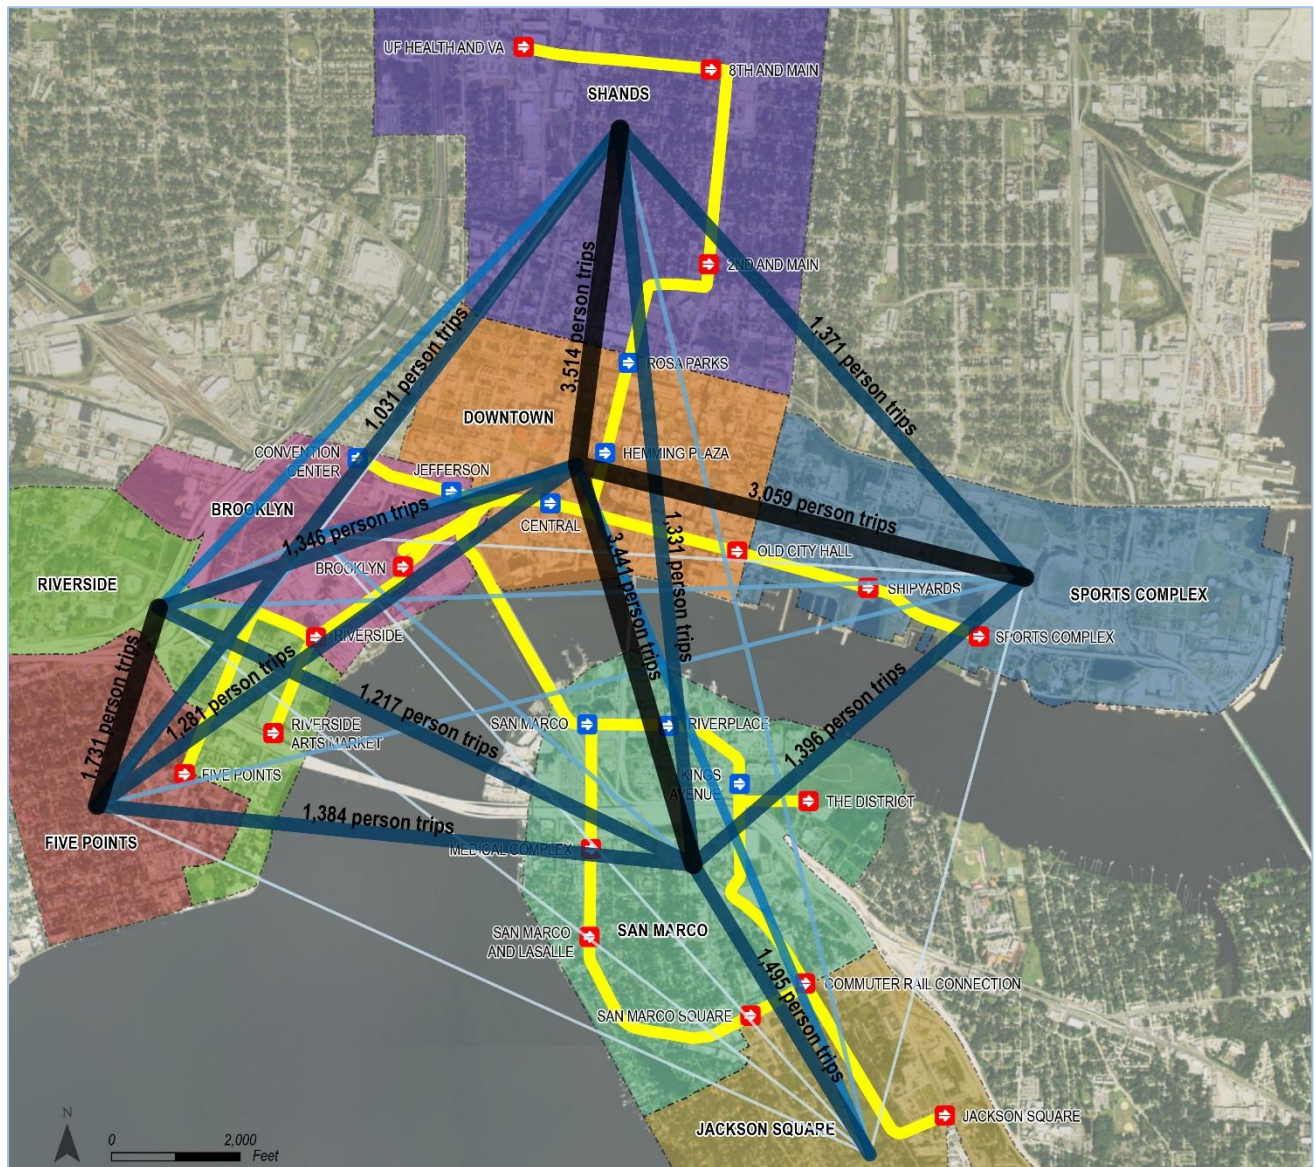 UF HEALTH AND VA
8TH AND MAIN
SHANDS
2ND AND MAIN
3,514 person trips
1,371 person trips
1,031 person trips
ROSA PARKS
DOWNTOWN
HEMMING PLAZA
CONVENTION
CENTER
JEFFERSON
BROOKLYN
3,059 person trips
1,346 person trips
CENTRAL
1,331 person trips
3,441 person trips
OLD CITY HALL
BROOKLYN
RIVERSIDE
SHIPYARDS
SPORTS COMPLEX
RIVERSIDE
SPORTS COMPLEX
1,731 person trips
1,281 person trips
1,217 person trips
1,396 person trips
RIVERSIDE
ARTS MARKET
SAN MARCO
RIVERPLACE
FIVE POINTS
KINGS
AVENUE
THE DISTRICT
1,384 person trips
FIVE POINTS
MEDICAL COMPLEX
SAN MARCO
AND LASALLE
SAN MARCO
1,495 person trips
COMMUTER RAIL CONNECTION
SAN MARCO SQUARE
JACKSON SQUARE
JACKSON SQUARE
N
0 2,000
Feet